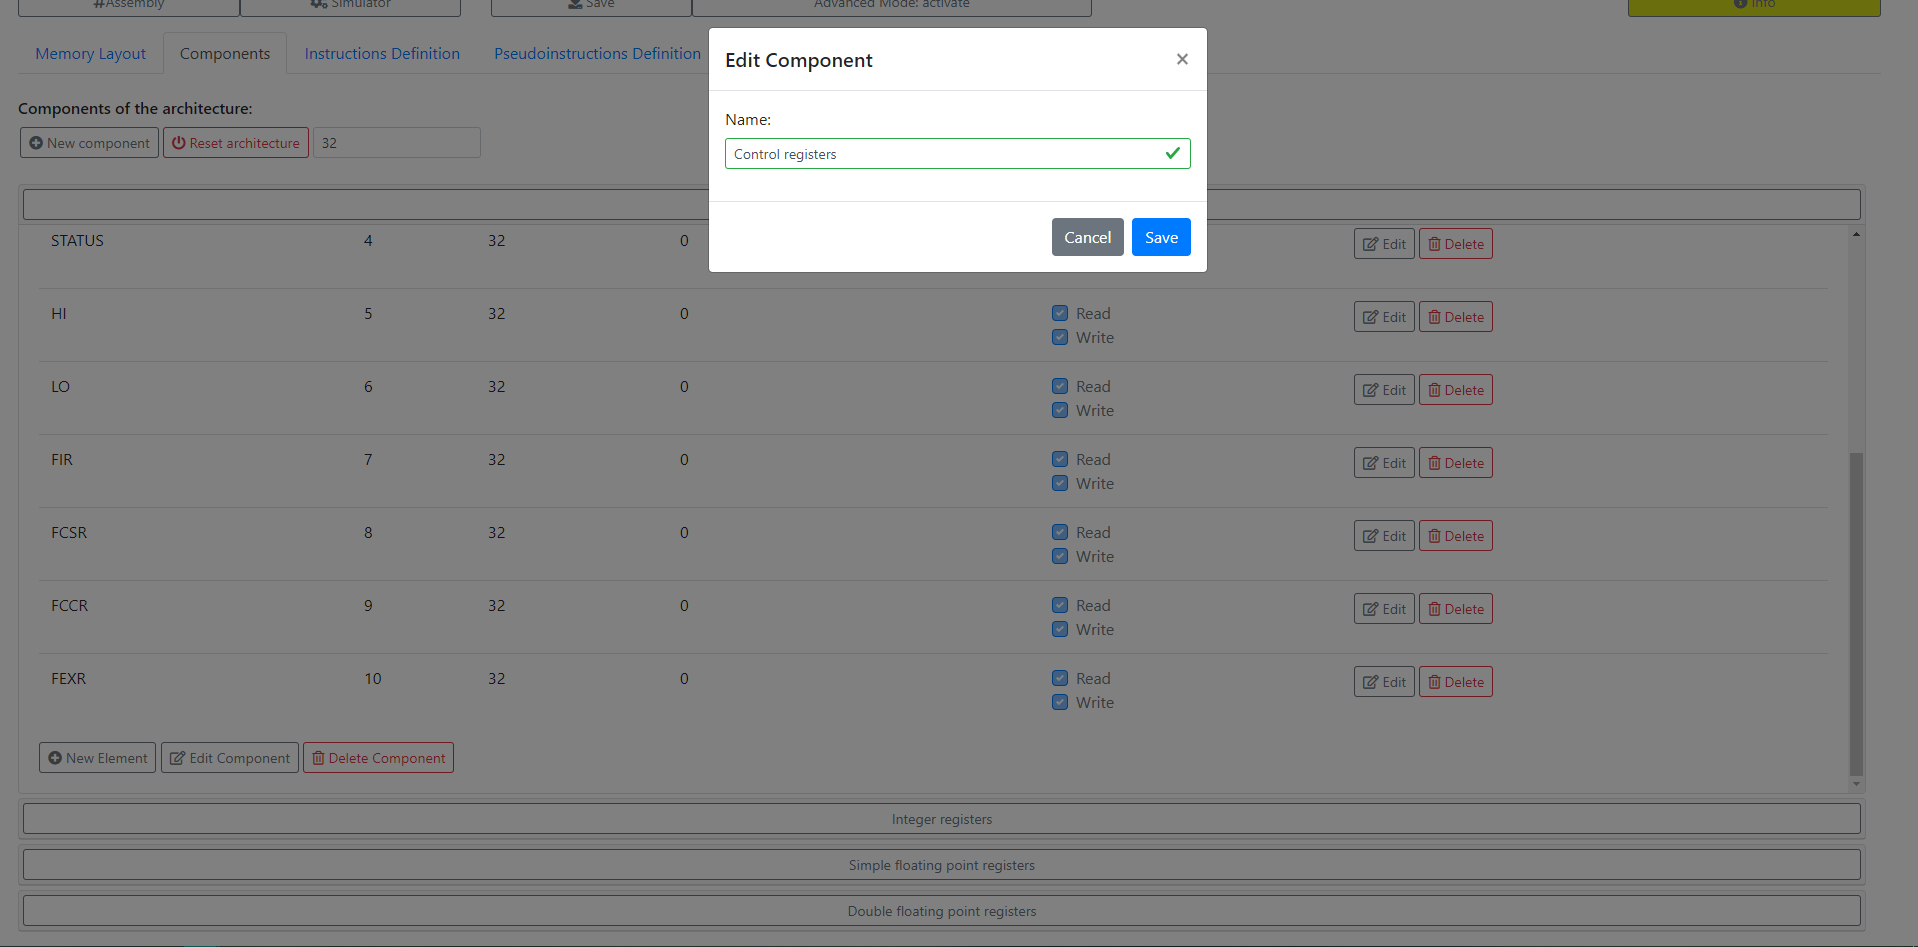 #Assembly Simulator Save Advanced Mode: activate Info
Memory Layout Components Instructions Definition Pseudoinstructions Definition
Edit Component ×
Name:
Control registers
Cancel Save
Components of the architecture:
New component Reset architecture 32
STATUS 4 32 0 Edit Delete
HI 5 32 0 Read Edit Delete
Write
LO 6 32 0 Read Edit Delete
Write
FIR 7 32 0 Read Edit Delete
Write
FCSR 8 32 0 Read Edit Delete
Write
FCCR 9 32 0 Read Edit Delete
Write
FEXR 10 32 0 Read Edit Delete
Write
New Element Edit Component Delete Component
Integer registers
Simple floating point registers
Double floating point registers